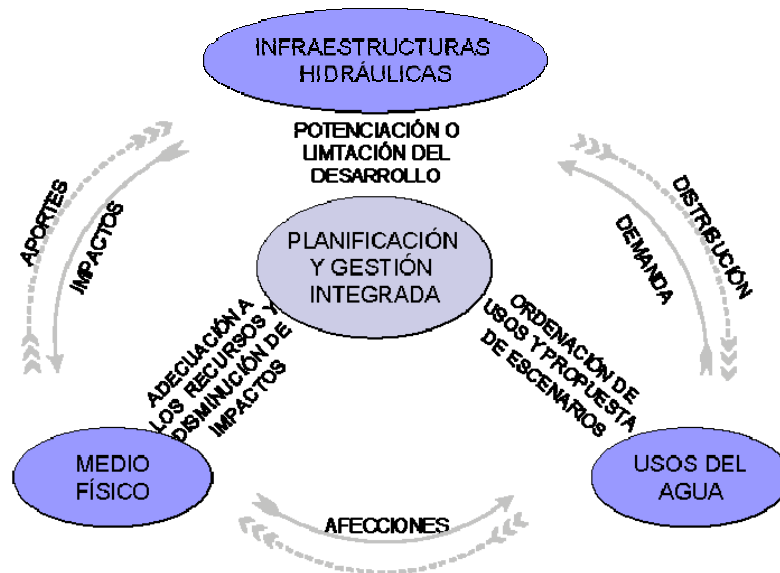 INFRAESTRUCTURAS
HIDRÁULICAS
POTENCIACIÓN O
LIMTACIÓN DEL
DESARROLLO
APORTES
IMPACTOS
DISTRIBUCIÓN
DEMANDA
PLANIFICACIÓN
Y GESTIÓN
INTEGRADA
ADECUACIÓN A
LOS RECURSOS Y
DISMINUCIÓN DE
IMPACTOS
ORDENACIÓN DE
USOS Y PROPUESTA
DE ESCENARIOS
MEDIO
FÍSICO
USOS DEL
AGUA
AFECCIONES